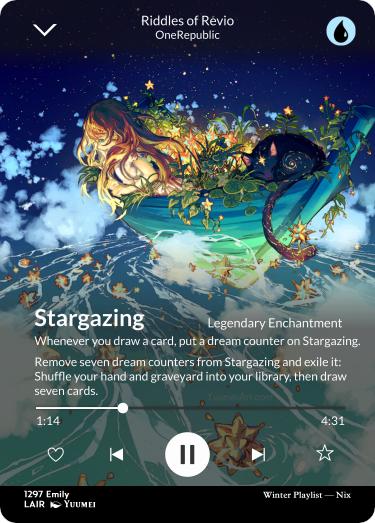 Riddles of Revio
OneRepublic
Stargazing
Legendary Enchantment
Whenever you draw a card, put a dream counter on Stargazing.
Remove seven dream counters from Stargazing and exile it:
Shuffle your hand and graveyard into your library, then draw
seven cards.
YuumeiArt.com
1:14
4:31
1297 Emily
LAIR YUUMEI
Winter Playlist — Nix